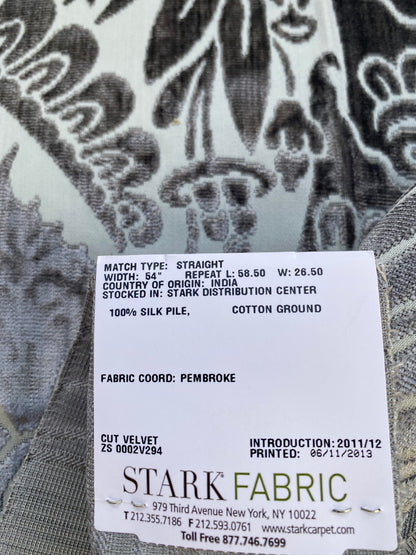 MATCH TYPE: STRAIGHT
WIDTH: 54" REPEAT L: 58.50 W: 26.50
COUNTRY OF ORIGIN: INDIA
STOCKED IN: STARK DISTRIBUTION CENTER
100% SILK PILE, COTTON GROUND
FABRIC COORD: PEMBROKE
CUT VELVET INTRODUCTION: 2011/12
ZS 0002V294 PRINTED: 06/11/2013
STARK FABRIC
979 Third Avenue New York, NY 10022
T 212.355.7186 F 212.593.0761 www.starkcarpet.com
Toll Free 877.746.7699